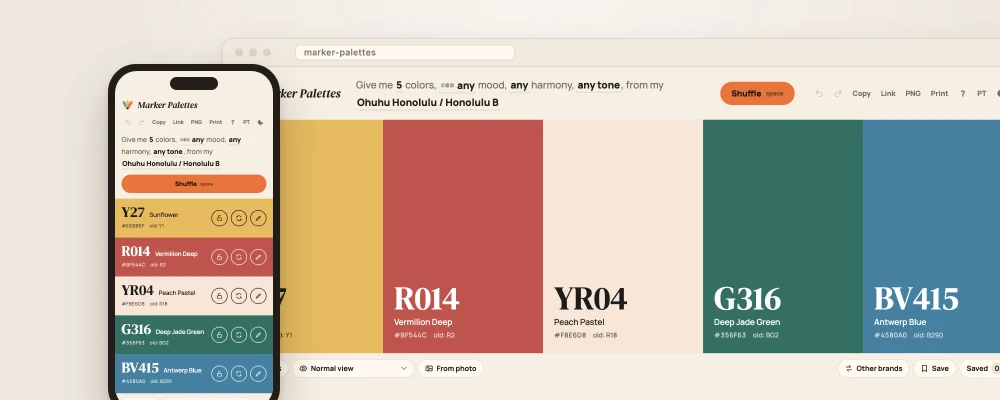 marker-palettes
ker Palettes
Give me 5 colors, any mood, any harmony, any tone, from my
Ohuhu Honolulu / Honolulu B
Shuffle space
Copy Link PNG Print ? PT
7
R014
Vermilion Deep
#BF544C old: R2
YR04
Peach Pastel
#F8E6D8 old: R18
G316
Deep Jade Green
#356F63 old: BG2
BV415
Antwerp Blue
#4580A0 old: B290
Normal view
From photo
Other brands
Save
Saved 0
Marker Palettes
Copy Link PNG Print ? PT
Give me 5 colors, any mood, any
harmony, any tone, from my
Ohuhu Honolulu / Honolulu B
Shuffle space
Y27 Sunflower
old: Y1
R014 Vermilion Deep
#BF544C old: R2
YR04 Peach Pastel
#F8E6D8 old: R18
G316 Deep Jade Green
#356F63 old: BG2
BV415 Antwerp Blue
#4580A0 old: B290